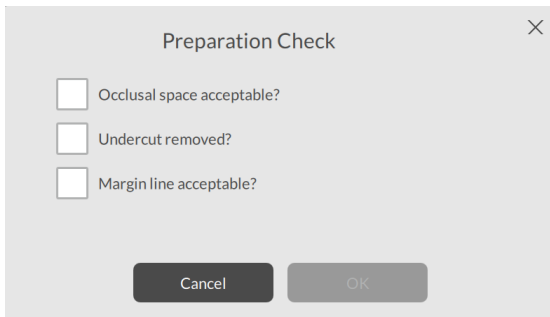 Preparation Check
Occlusal space acceptable?
Undercut removed?
Margin line acceptable?
Cancel
OK